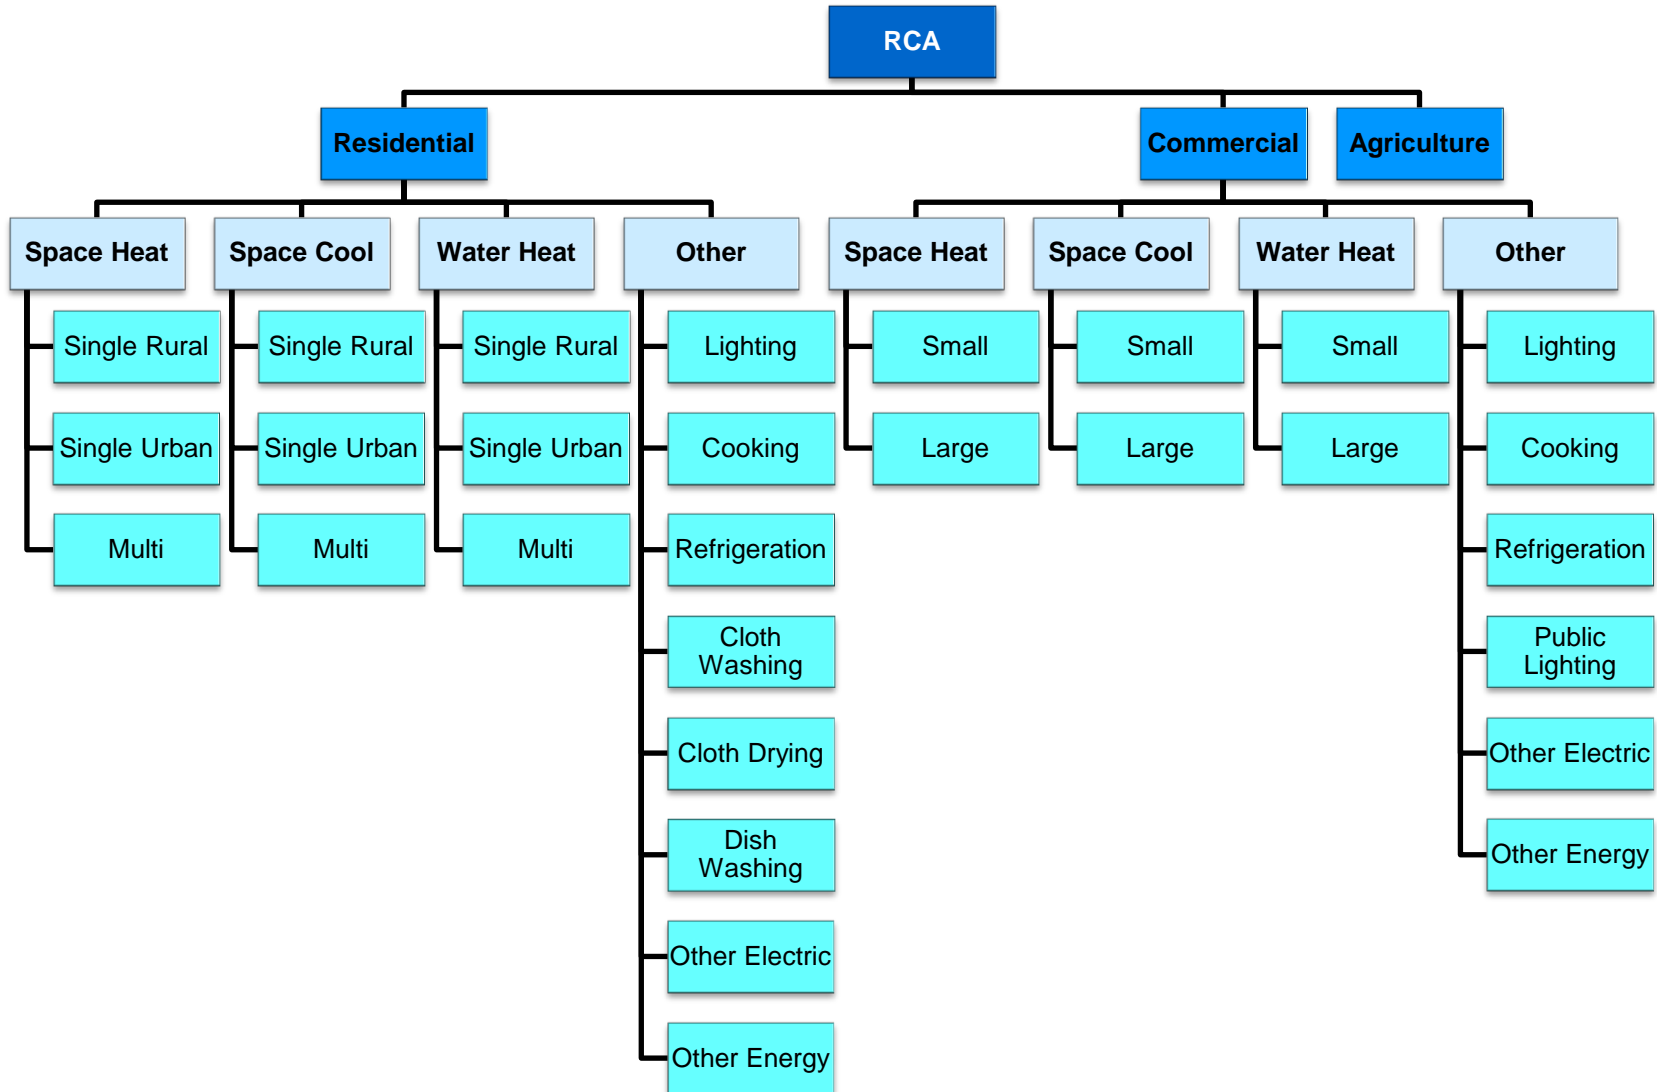 RCA
Residential
Commercial
Agriculture
Space Heat
Space Cool
Water Heat
Other
Space Heat
Space Cool
Water Heat
Other
Single Rural
Single Rural
Single Rural
Lighting
Small
Small
Small
Lighting
Single Urban
Single Urban
Single Urban
Cooking
Large
Large
Large
Cooking
Multi
Multi
Multi
Refrigeration
Refrigeration
Cloth
Washing
Public
Lighting
Cloth Drying
Other Electric
Dish
Washing
Other Energy
Other Electric
Other Energy